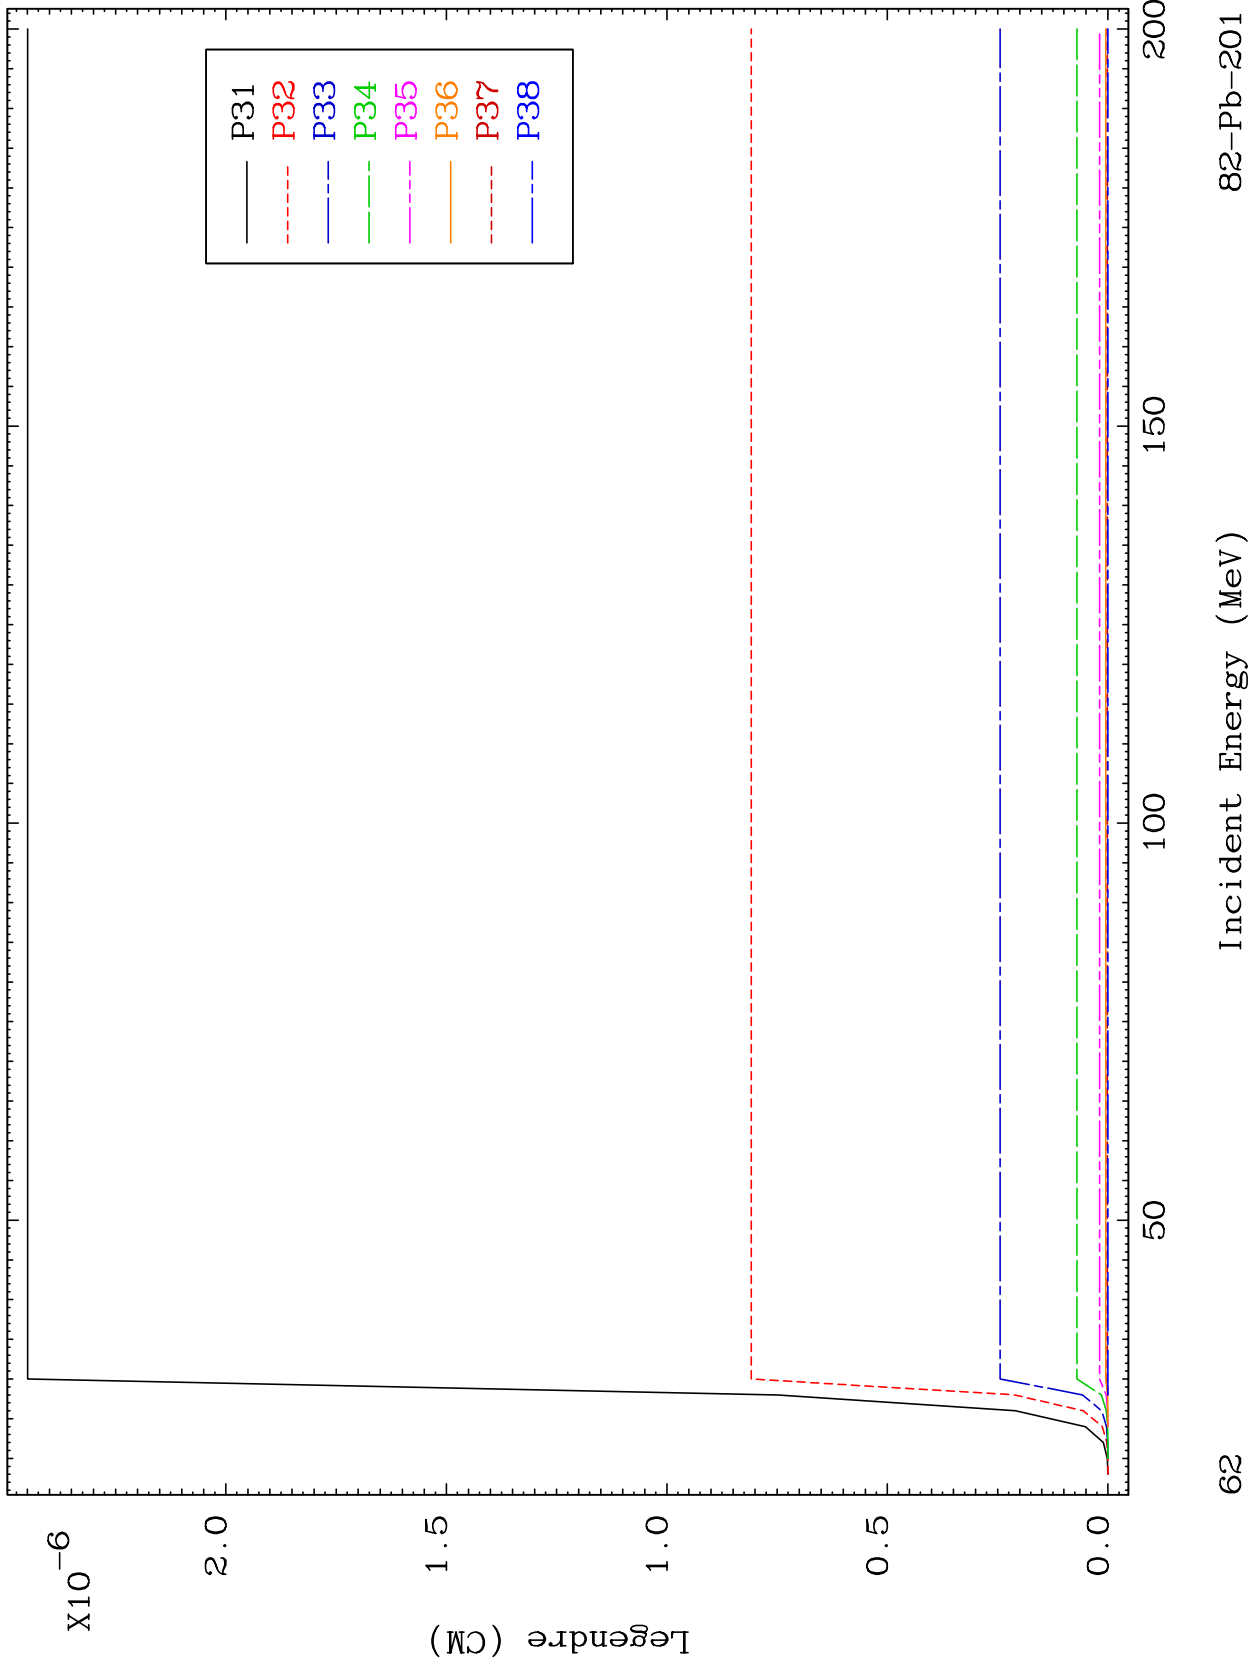 X10-6
2.0
1.5
1.0
0.5
0.0
Legendre (CM)
P31
P32
P33
P34
P35
P36
P37
P38
50
100
150
200
62
Incident Energy (MeV)
82-Pb-201